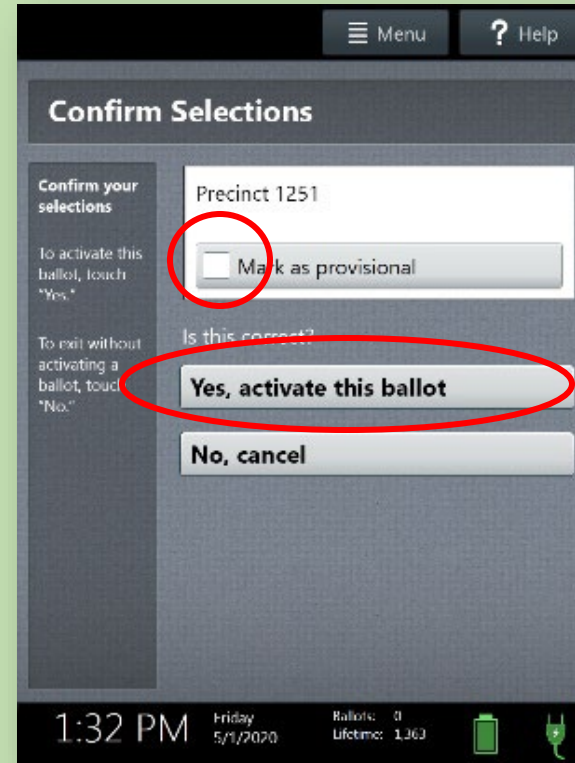 Menu
? Help
Confirm Selections
Confirm your
selections
To activate this
ballot, touch
"Yes."
To exit without
activating a
ballot, touch
"No."
Precinct 1251
Mark as provisional
Is this correct?
Yes, activate this ballot
No, cancel
1:32 PM
Friday
5/1/2020
Ballots: 0
Lifetime: 1,363